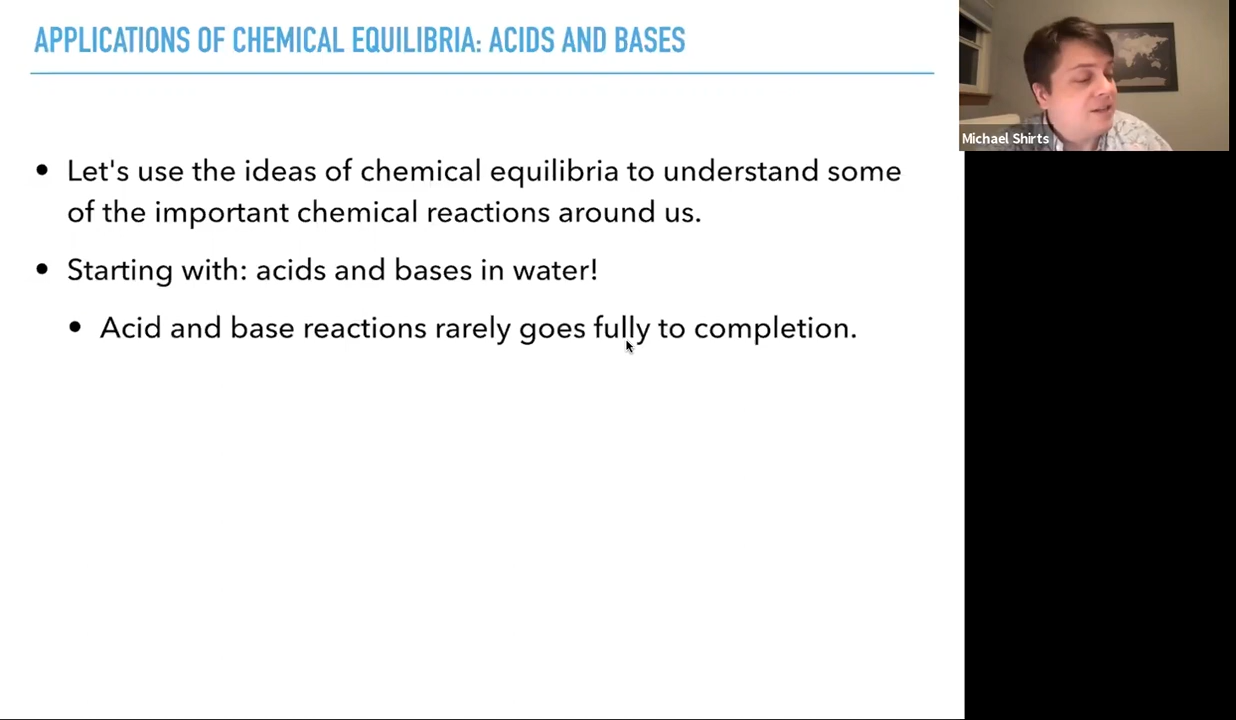 APPLICATIONS OF CHEMICAL EQUILIBRIA: ACIDS AND BASES
Michael Shirts
• Let's use the ideas of chemical equilibria to understand some
of the important chemical reactions around us.
• Starting with: acids and bases in water!
• Acid and base reactions rarely goes fully to completion.